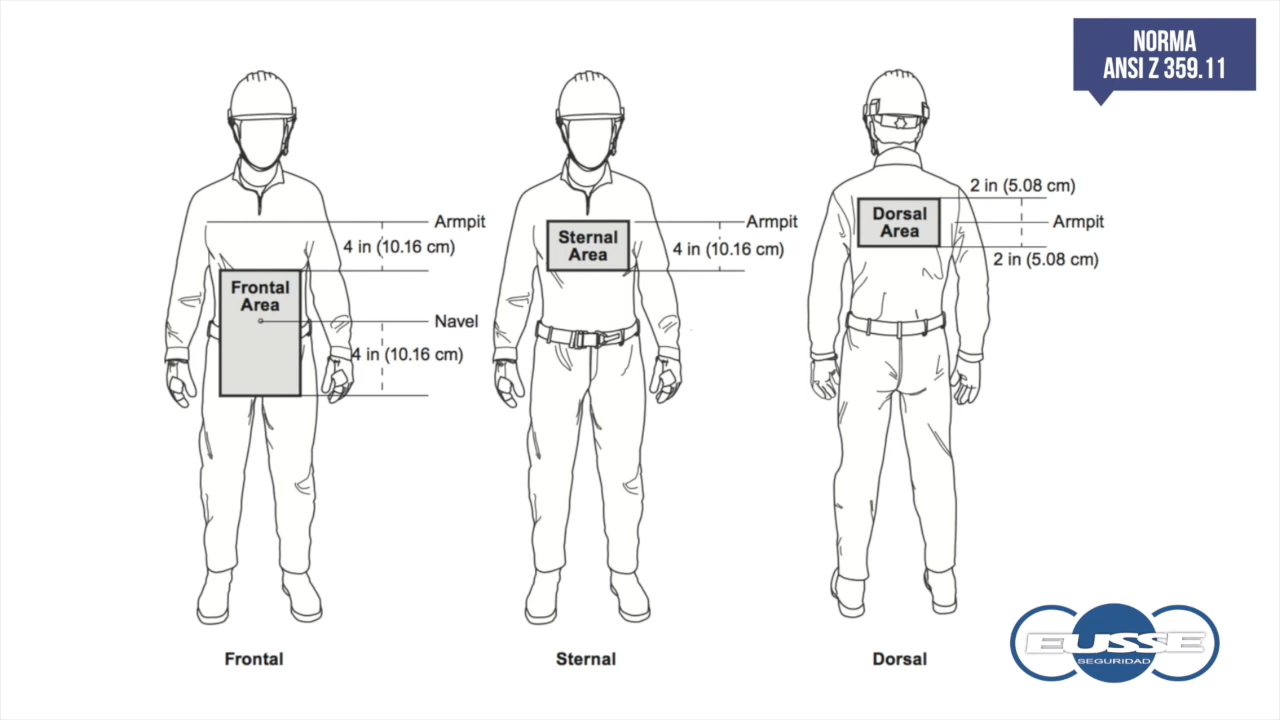 NORMA
ANSI Z 359.11
Armpit
4 in (10.16 cm)
Frontal
Area
Navel
4 in (10.16 cm)
Frontal
Armpit
Sternal
Area
4 in (10.16 cm)
Sternal
2 in (5.08 cm)
Dorsal
Area
Armpit
2 in (5.08 cm)
Dorsal
EUSSE
SEGURIDAD